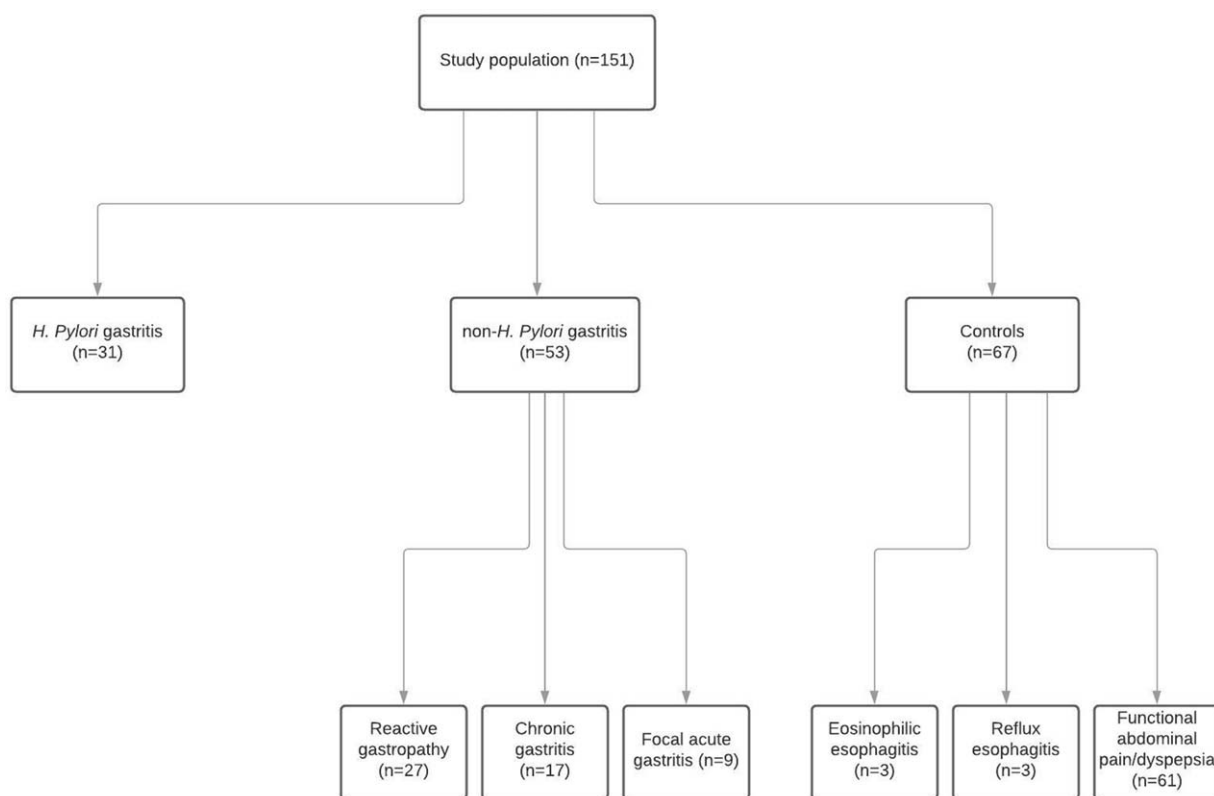 Study population (n=151)
H. Pylori gastritis
(n=31)
non-H. Pylori gastritis
(n=53)
Controls
(n=67)
Reactive
gastropathy
(n=27)
Chronic
gastritis
(n=17)
Focal acute
gastritis (n=9)
Eosinophilic
esophagitis
(n=3)
Reflux
esophagitis
(n=3)
Functional
abdominal
pain/dyspepsia
(n=61)